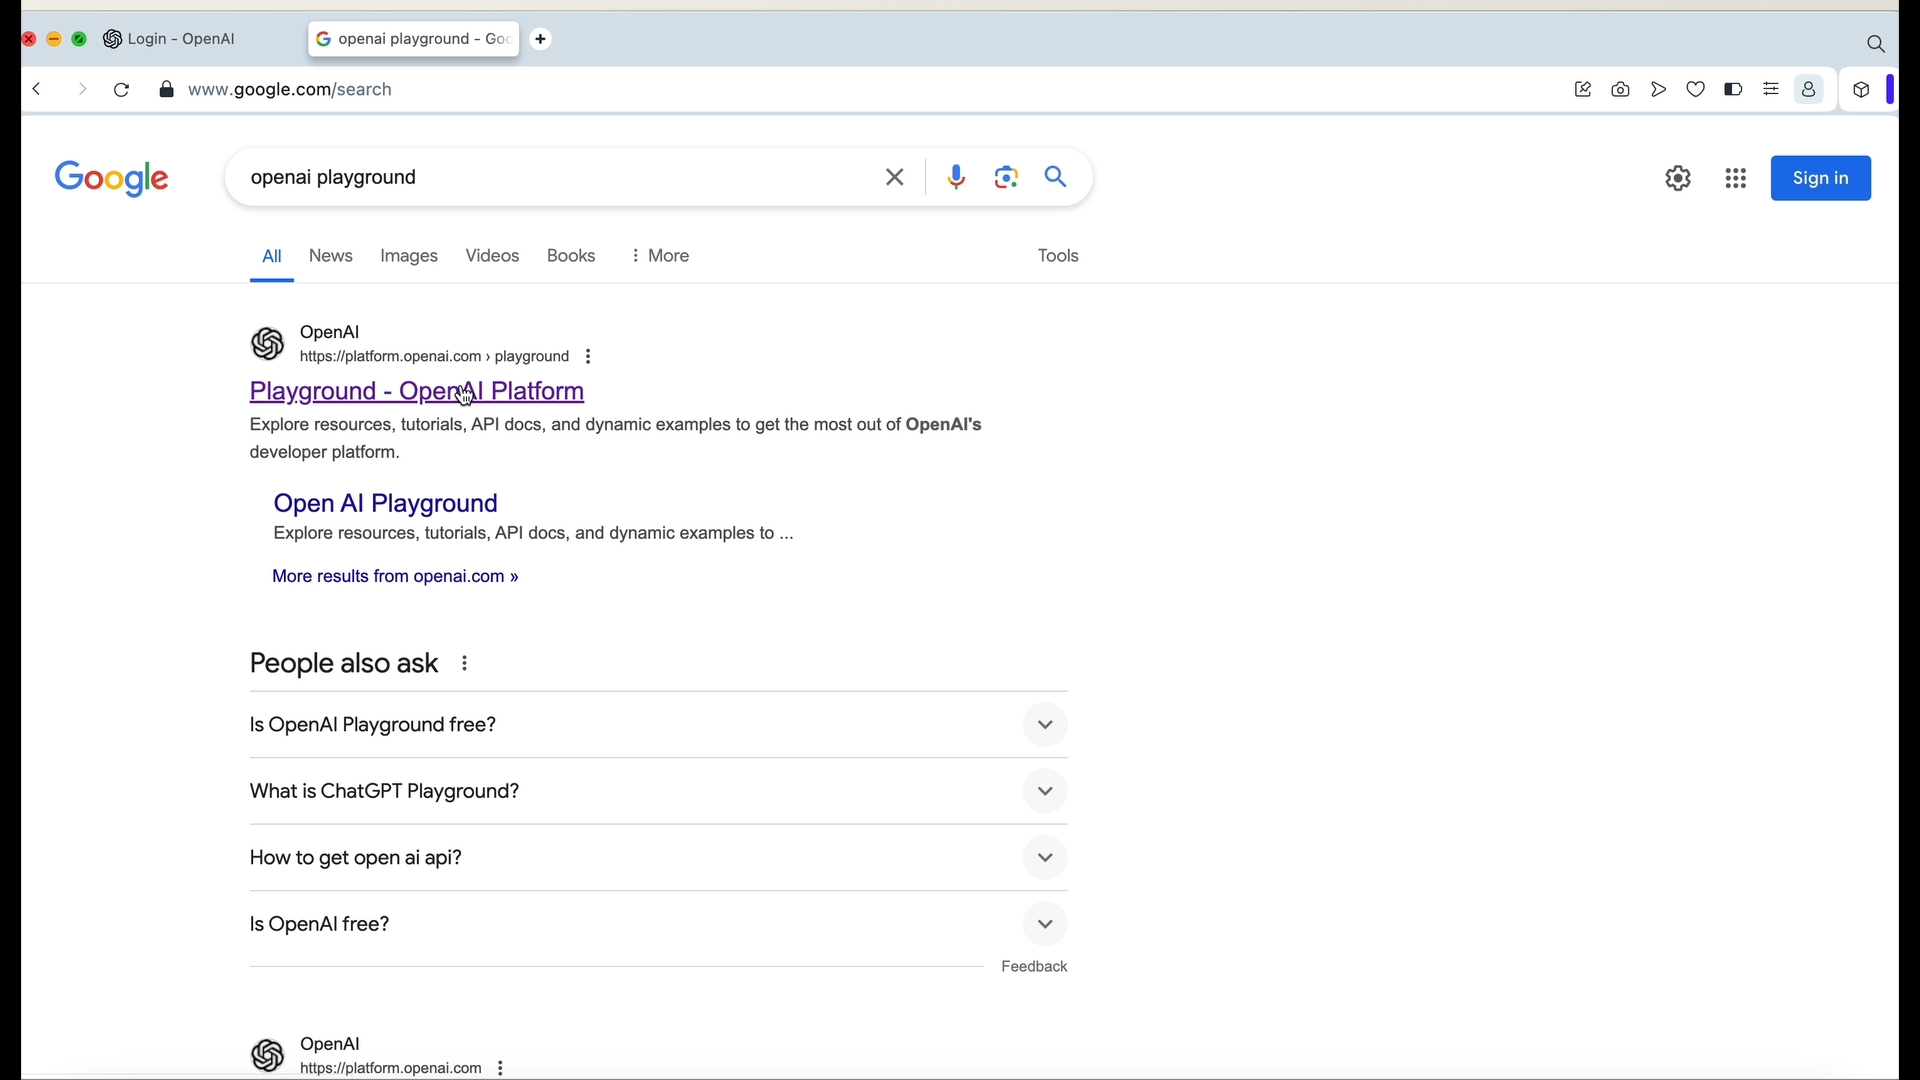 Login - OpenAI
openai playground - Goo
www.google.com/search
Google
openai playground
Sign in
All
News
Images
Videos
Books
More
Tools
OpenAI
https://platform.openai.com › playground
Playground - OpenAI Platform
Explore resources, tutorials, API docs, and dynamic examples to get the most out of OpenAI's
developer platform.
Open AI Playground
Explore resources, tutorials, API docs, and dynamic examples to ...
More results from openai.com »
People also ask
Is OpenAI Playground free?
What is ChatGPT Playground?
How to get open ai api?
Is OpenAI free?
Feedback
OpenAI
https://platform.openai.com